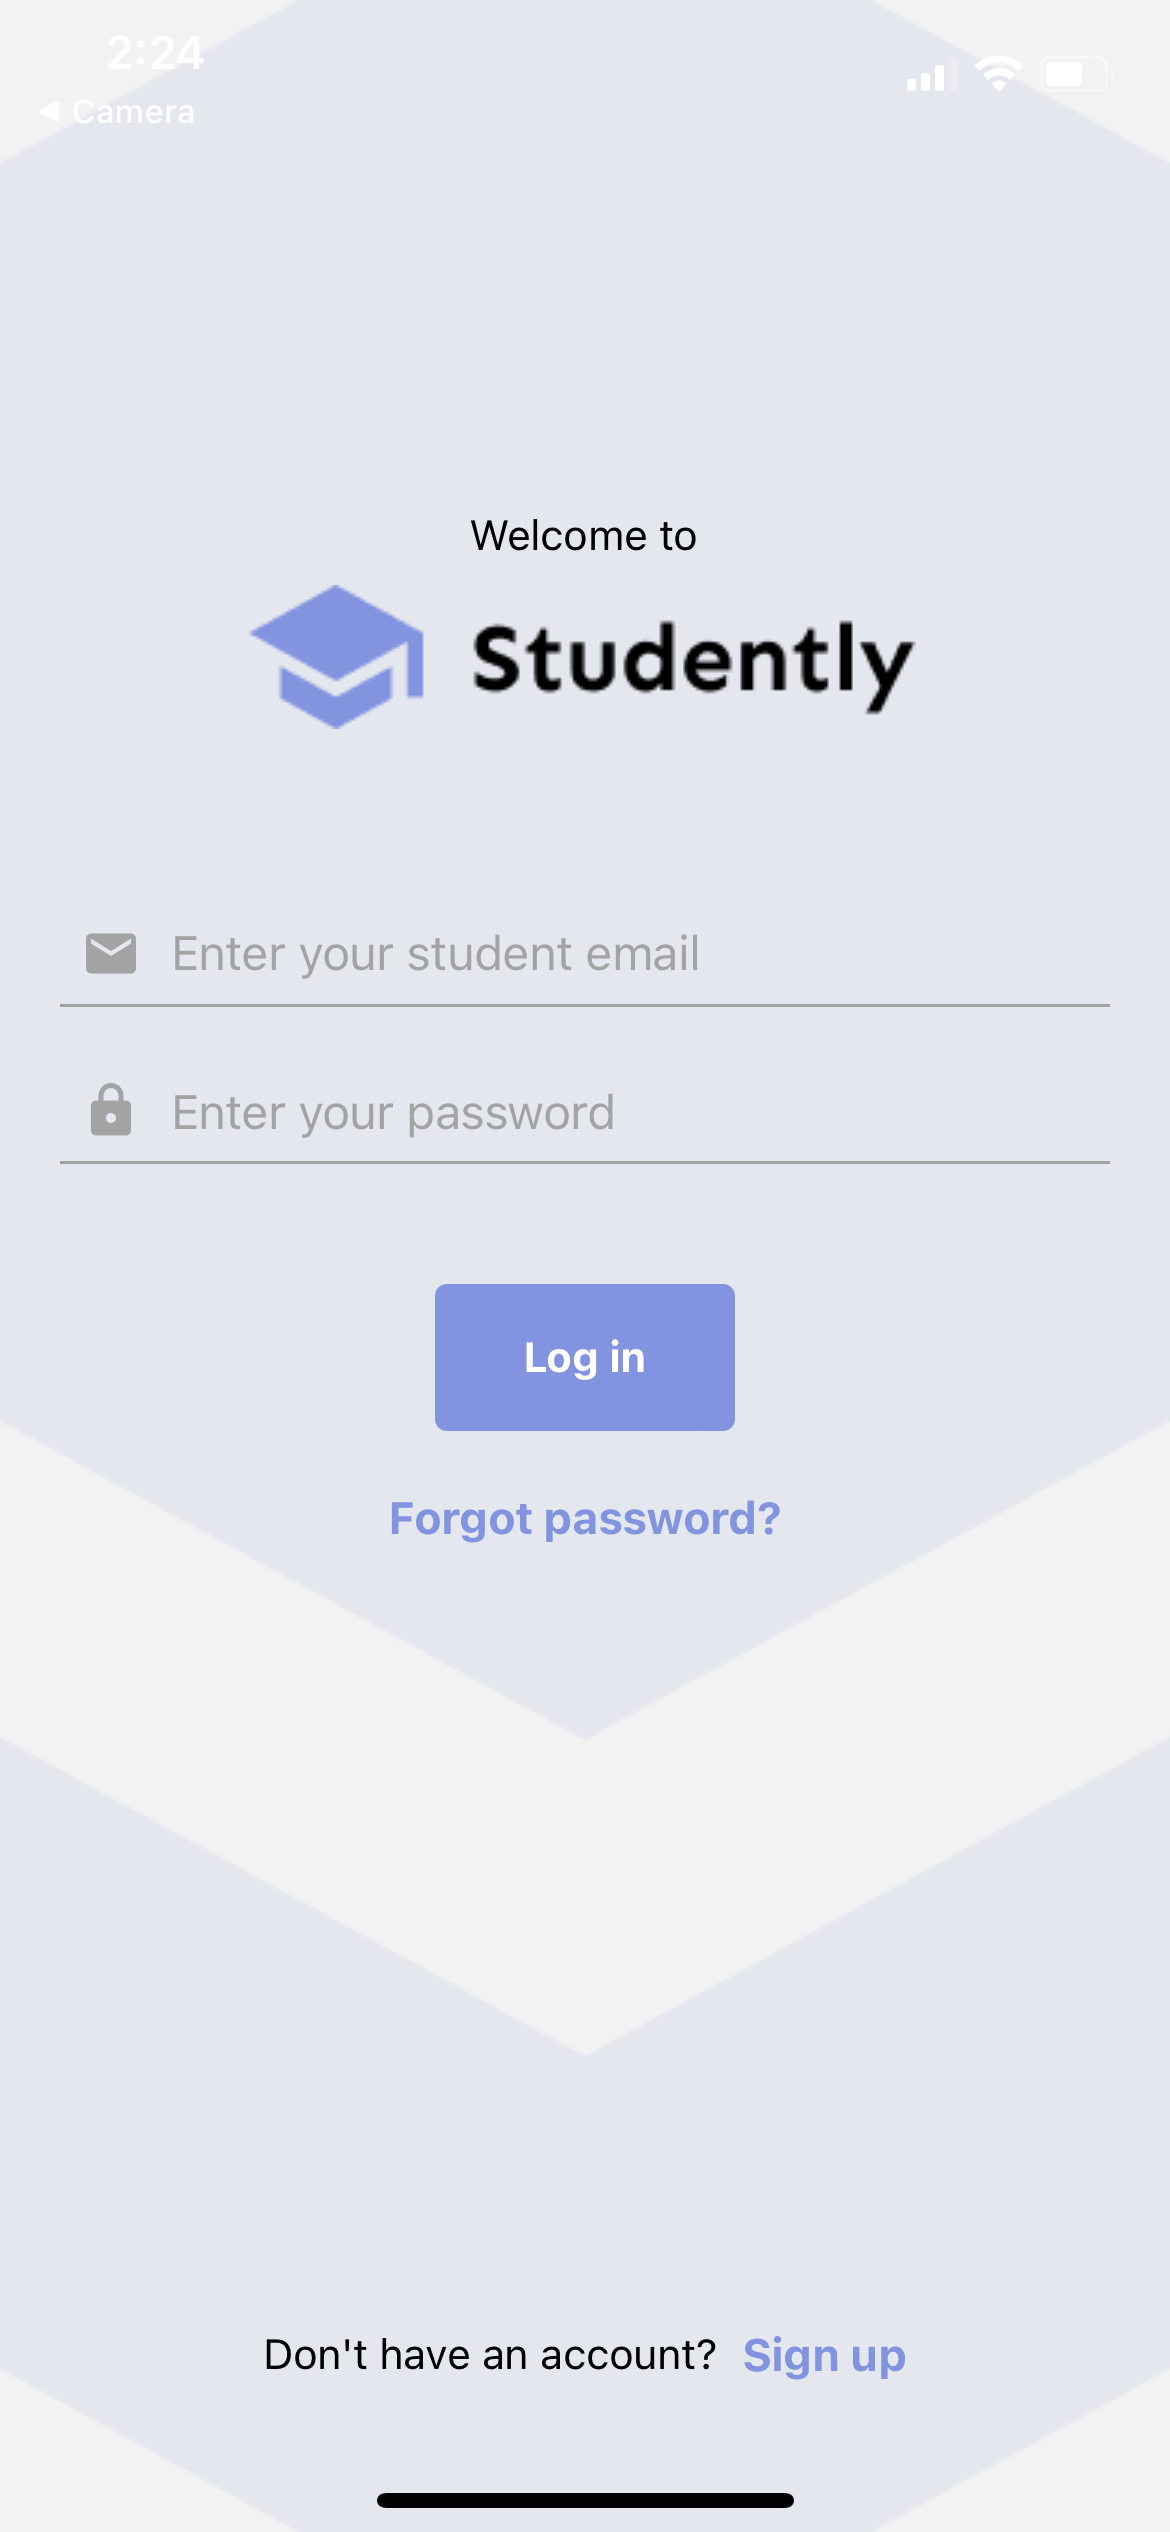 2:24
Camera
Welcome to
Studently
Enter your student email
Enter your password
Log in
Forgot password?
Don't have an account? Sign up